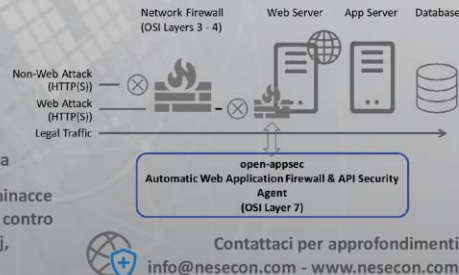 Network Firewall
(OSI Layers 3 - 4)
Web Server
App Server
Database
Non-Web Attack
(HTTP(S))
Web Attack
(HTTP(S))
Legal Traffic
open-appsec
Automatic Web Application Firewall & API Security
Agent
(OSI Layer 7)
a
minacce
contro
j,
Contattaci per approfondimenti
info@nesecon.com - www.nesecon.com